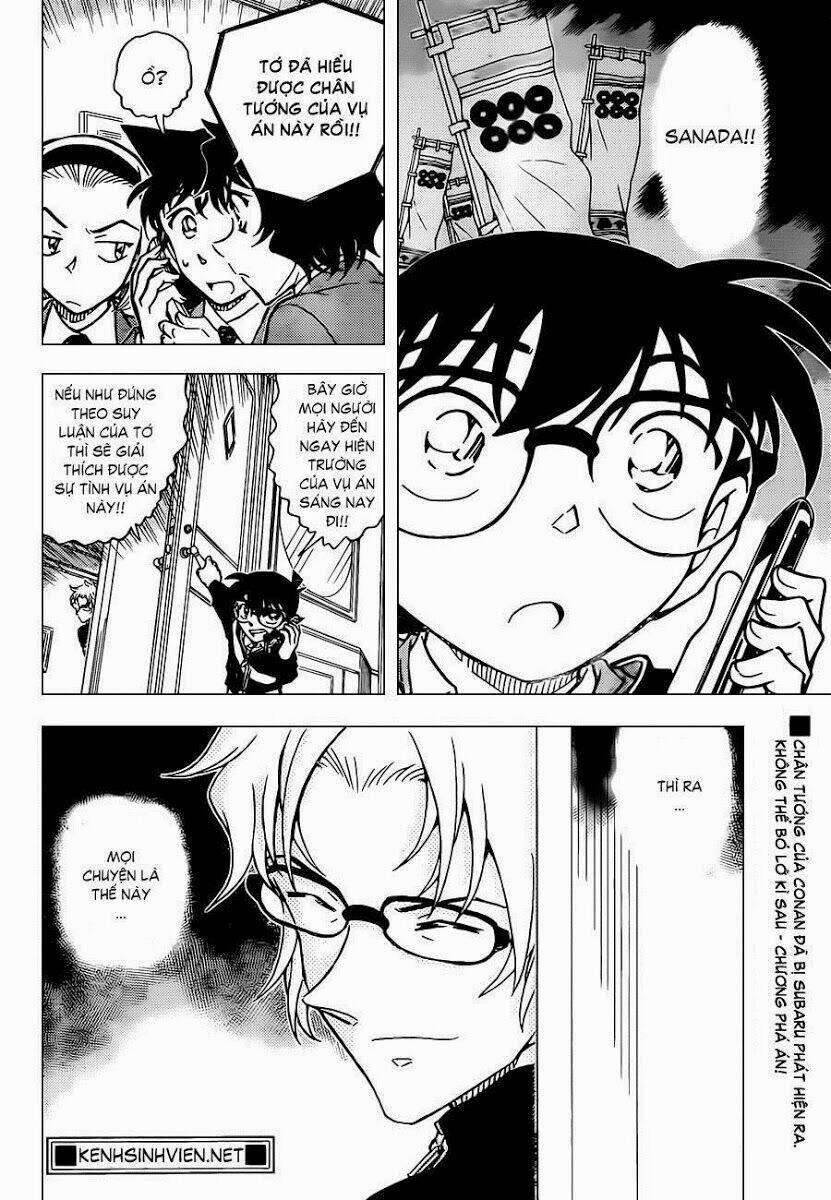 SANADA!!
TỚ ĐÃ HIỂU
ĐƯỢC CHÂN
TƯỚNG CỦA VỤ
ÁN NÀY RỒI!!
Ồ?
BÂY GIỜ
MỌI NGƯỜI
HÃY ĐẾN
NGAY HIỆN
TRƯỜNG CỦA
VỤ ÁN
SÁNG NAY
ĐI!!
NẾU NHƯ ĐÚNG
THEO SUY
LUẬN CỦA TỚ
THÌ SẼ GIẢI
THÍCH ĐƯỢC
SỰ TÌNH VỤ ÁN
NÀY!!
THÌ RA
...
MỌI
CHUYỆN LÀ
THẾ NÀY
...
CHÂN TƯỚNG CỦA CONAN ĐÃ BỊ SUBARU PHÁT HIỆN RA.
KHÔNG THỂ BỎ LỠ KÌ SAU - CHƯƠNG PHÁ ÁN!
KENHSINHVIEN.NET